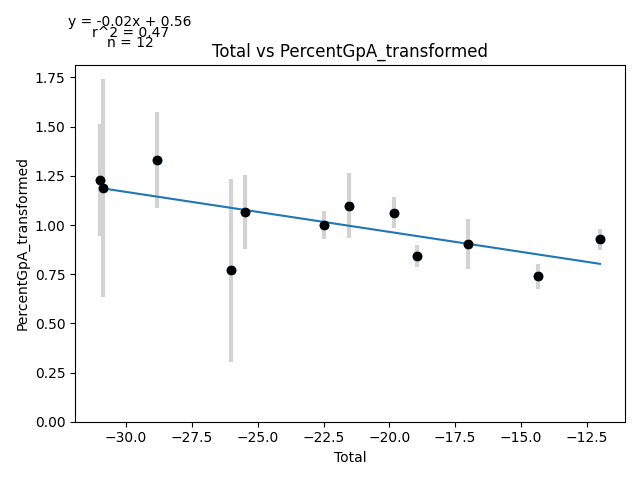 y = -0.02x + 0.56
r^2 = 0.47
n = 12
Total vs PercentGpA_transformed
1.75
1.50
1.25
1.00
0.75
0.50
0.25
0.00
PercentGpA_transformed
−30.0 −27.5 −25.0 −22.5 −20.0 −17.5 −15.0 −12.5
Total